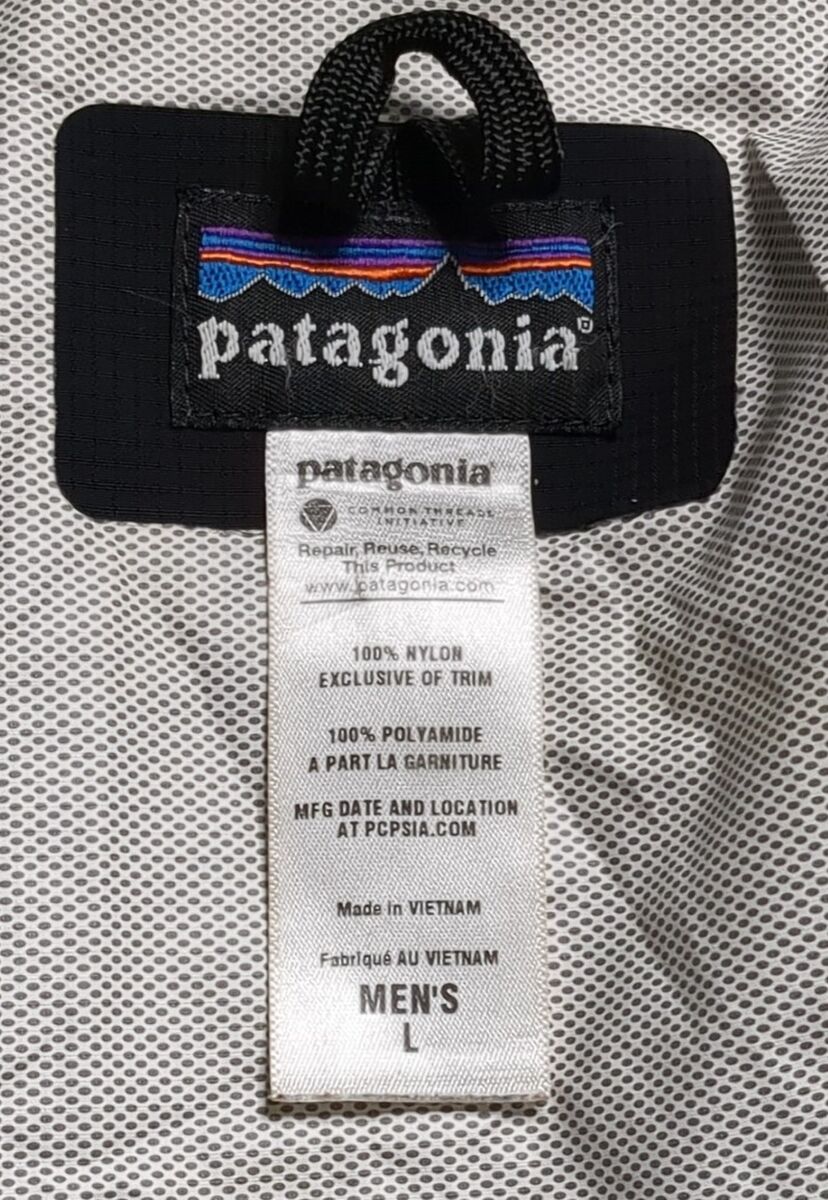 patagonia®
patagonia®
COMMON THREADS
INITIATIVE
Repair, Reuse, Recycle
This Product
www.patagonia.com
100% NYLON
EXCLUSIVE OF TRIM
100% POLYAMIDE
A PART LA GARNITURE
MFG DATE AND LOCATION
AT PCPSIA.COM
Made in VIETNAM
Fabriqué AU VIETNAM
MEN'S
L